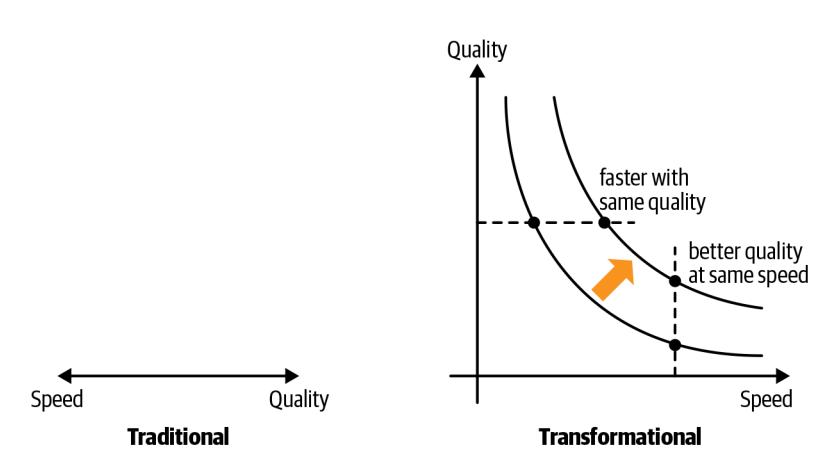 Quality
faster with
same quality
better quality
at same speed
Speed
Quality
Speed
Traditional
Transformational